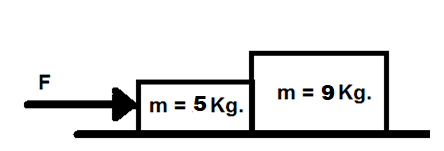 F
m = 5 Kg.
m = 9 Kg.